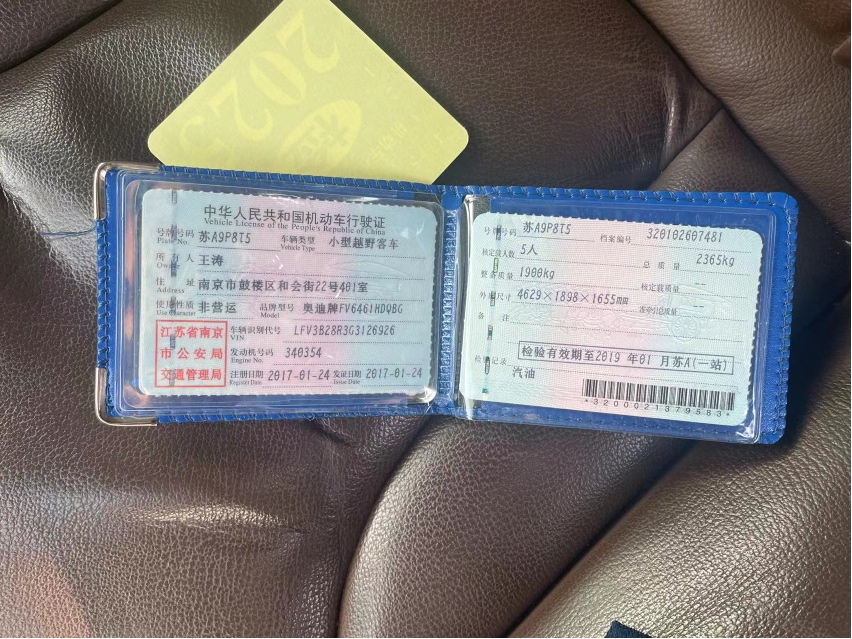 2025
中华人民共和国机动车行驶证
Vehicle License of the People's Republic of China
号牌号码 苏A9P8T5 车辆类型 小型越野客车
Plate No. Vehicle Type
所有人 王涛
Owner
住址 南京市鼓楼区和会街22号401室
Address
使用性质 非营运 品牌型号 奥迪牌FV6461HDQBG
Use Character Model
江苏省南京
市公安局
交通管理局
车辆识别代号 LFV3B28R3G3126926
VIN
发动机号码 340354
Engine No.
注册日期 2017-01-24 发证日期 2017-01-24
Register Date Issue Date
号牌号码 苏A9P8T5 档案编号 320102607481
核定载人数 5人 总质量 2365kg
整备质量 1900kg 核定载质量 --
外廓尺寸 4629×1898×1655mm 准牵引总质量 --
备注
检验有效期至2019 年01 月苏A(一站)
检验记录
汽油
*3200021379583*